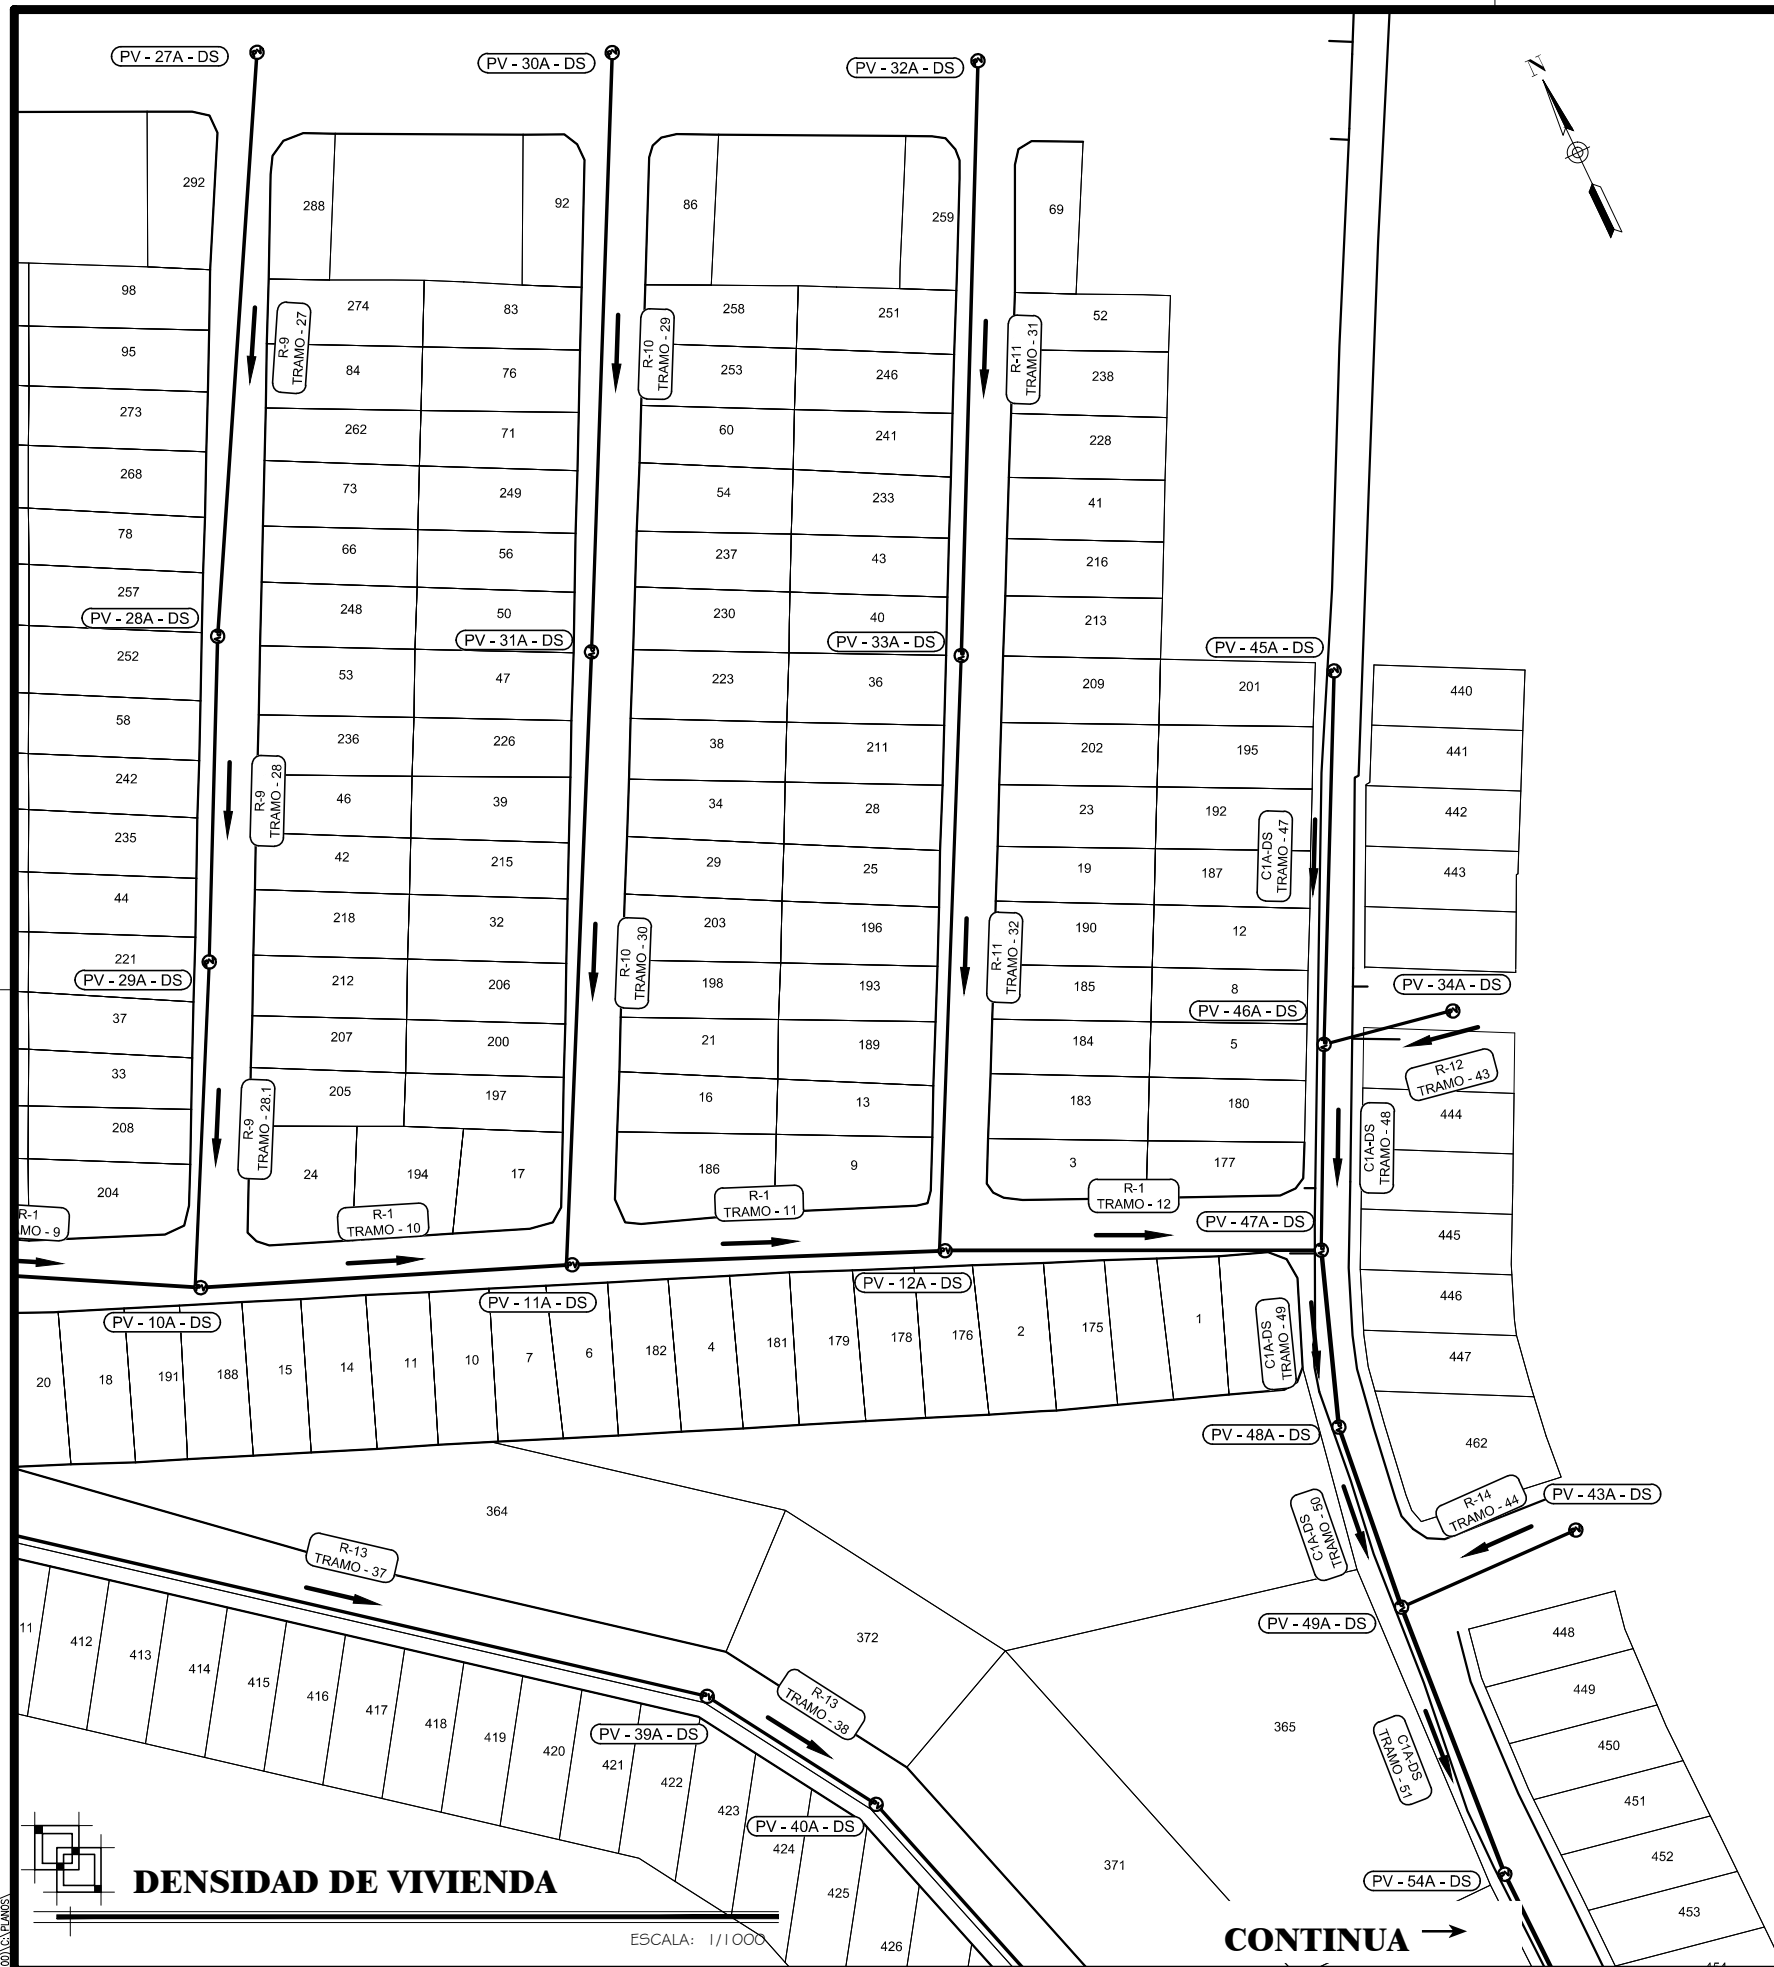 PV - 27A - DS
PV - 30A - DS
PV - 32A - DS
N
292
288
92
86
259
69
98
274
83
258
251
52
R-9
TRAMO - 27
R-10
TRAMO - 29
R-11
TRAMO - 31
95
84
76
253
246
238
273
262
71
60
241
228
268
73
249
54
233
41
78
66
56
237
43
216
257
248
50
230
40
213
PV - 28A - DS
PV - 31A - DS
PV - 33A - DS
PV - 45A - DS
252
53
47
223
36
209
201
440
58
236
226
38
211
202
195
441
R-9
TRAMO - 28
242
46
39
34
28
23
192
442
C1A-DS
TRAMO - 47
235
42
215
29
25
19
187
443
44
218
32
203
196
190
12
R-10
TRAMO - 30
R-11
TRAMO - 32
221
PV - 29A - DS
212
206
198
193
185
8
PV - 46A - DS
PV - 34A - DS
37
207
200
21
189
184
5
R-12
TRAMO - 43
33
205
197
16
13
183
180
444
R-9
TRAMO - 28.1
C1A-DS
TRAMO - 48
208
204
24
194
17
186
9
3
177
R-1
MO - 9
R-1
TRAMO - 10
R-1
TRAMO - 11
R-1
TRAMO - 12
PV - 47A - DS
445
446
447
PV - 10A - DS
PV - 11A - DS
PV - 12A - DS
20
18
191
188
15
14
11
10
7
6
182
4
181
179
178
176
2
175
1
C1A-DS
TRAMO - 49
PV - 48A - DS
462
364
R-13
TRAMO - 37
C1A-DS
TRAMO - 50
R-14
TRAMO - 44
PV - 43A - DS
11
412
413
414
415
416
417
418
419
420
421
422
423
424
425
426
372
R-13
TRAMO - 38
PV - 39A - DS
PV - 40A - DS
PV - 49A - DS
365
371
C1A-DS
TRAMO - 51
448
449
450
451
452
453
PV - 54A - DS
DENSIDAD DE VIVIENDA
ESCALA: 1/1000
CONTINUA